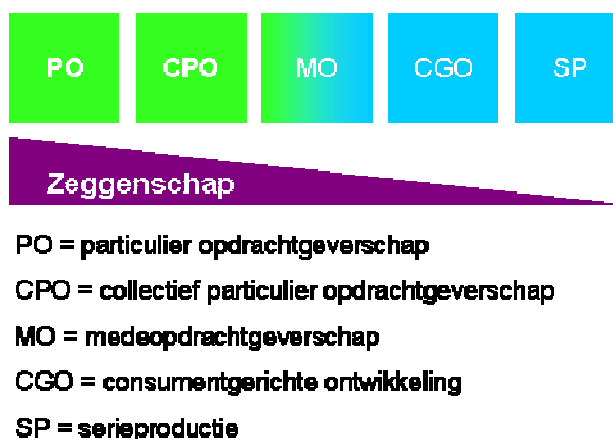 PO CPO MO CGO SP
Zeggenschap
PO = particulier opdrachtgeverschap
CPO = collectief particulier opdrachtgeverschap
MO = medeopdrachtgeverschap
CGO = consumentgerichte ontwikkeling
SP = serieproductie